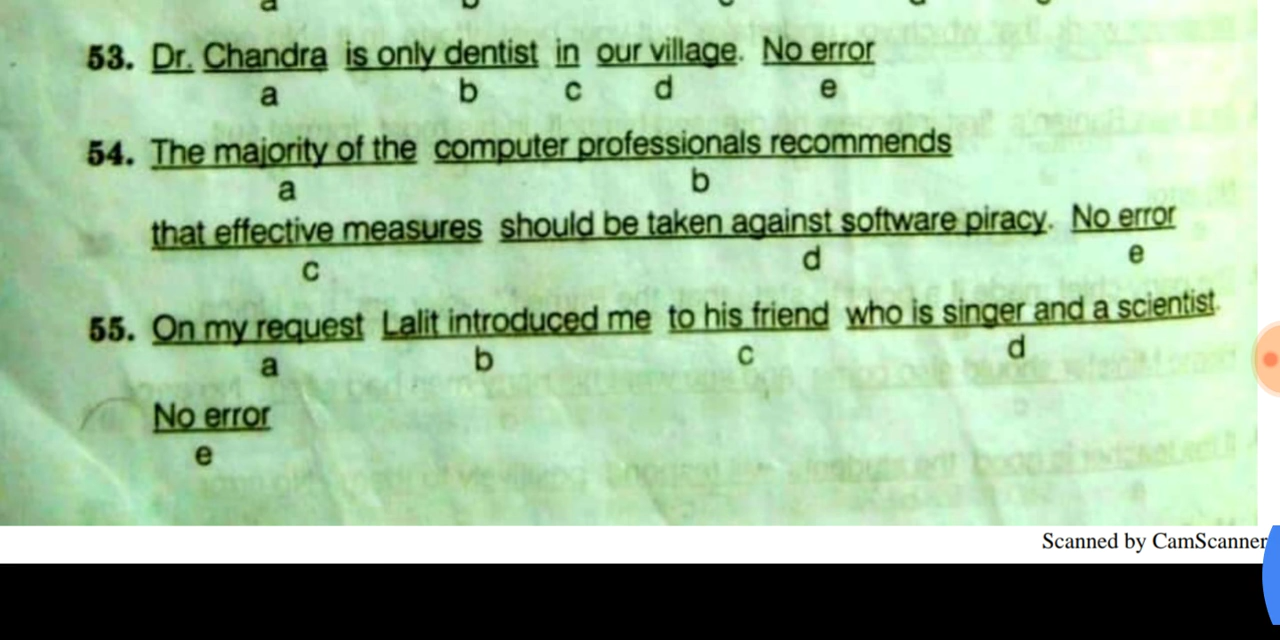 53. Dr. Chandra is only dentist in our village. No error
a b c d e
54. The majority of the computer professionals recommends
a b
that effective measures should be taken against software piracy. No error
c d e
55. On my request Lalit introduced me to his friend who is singer and a scientist.
a b c d
No error
e
Scanned by CamScanner